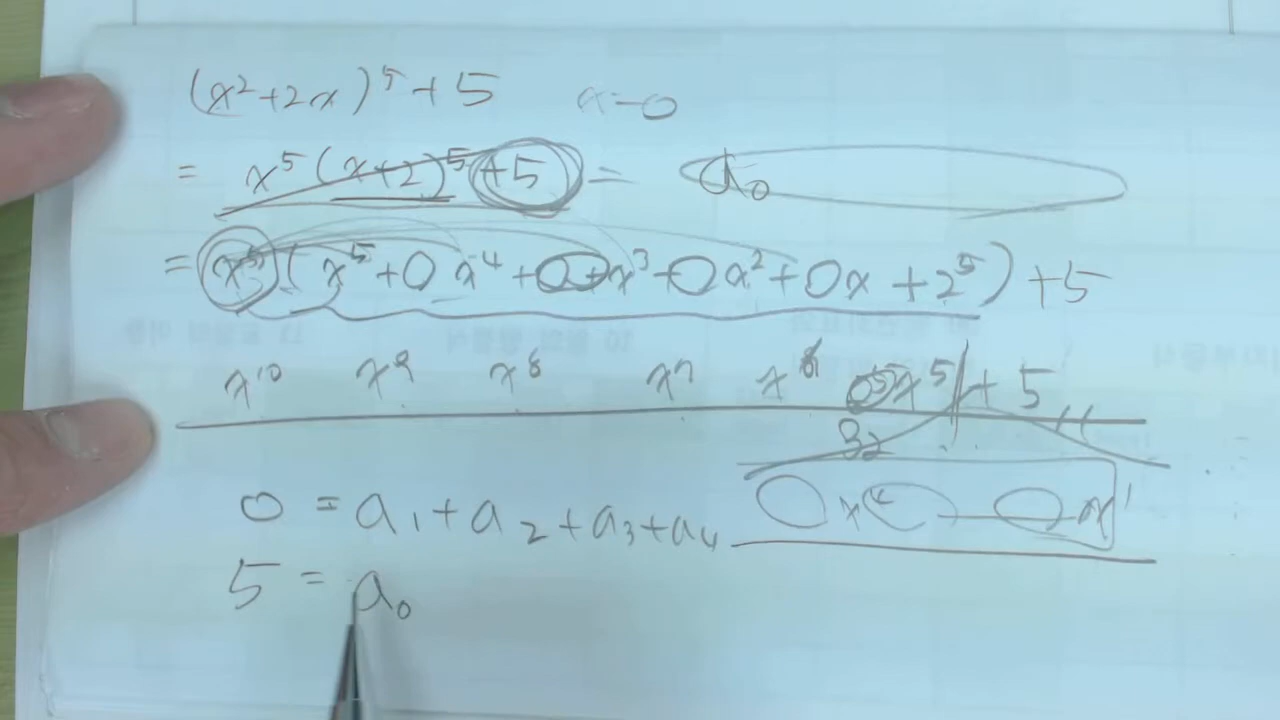 (x²+2x)⁵+5 x=0
= x⁵(x+2)⁵+5 = a₀
= x⁵(x⁵+0x⁴+0x³+0x²+0x+2⁵)+5
x¹⁰ x⁹ x⁸ x⁷ x⁶ x⁵ + 5
32
0 = a₁+a₂+a₃+a₄ 0x⁴ 0x¹
5 = a₀